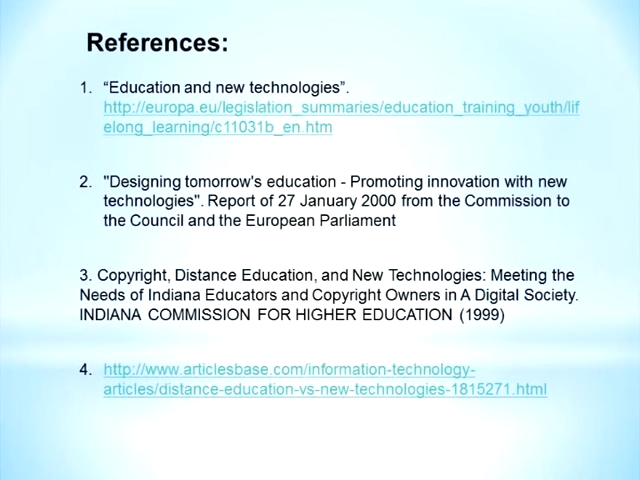 References:
1. “Education and new technologies”.
http://europa.eu/legislation_summaries/education_training_youth/lif
elong_learning/c11031b_en.htm
2. "Designing tomorrow's education - Promoting innovation with new
technologies". Report of 27 January 2000 from the Commission to
the Council and the European Parliament
3. Copyright, Distance Education, and New Technologies: Meeting the
Needs of Indiana Educators and Copyright Owners in A Digital Society.
INDIANA COMMISSION FOR HIGHER EDUCATION (1999)
4. http://www.articlesbase.com/information-technology-
articles/distance-education-vs-new-technologies-1815271.html